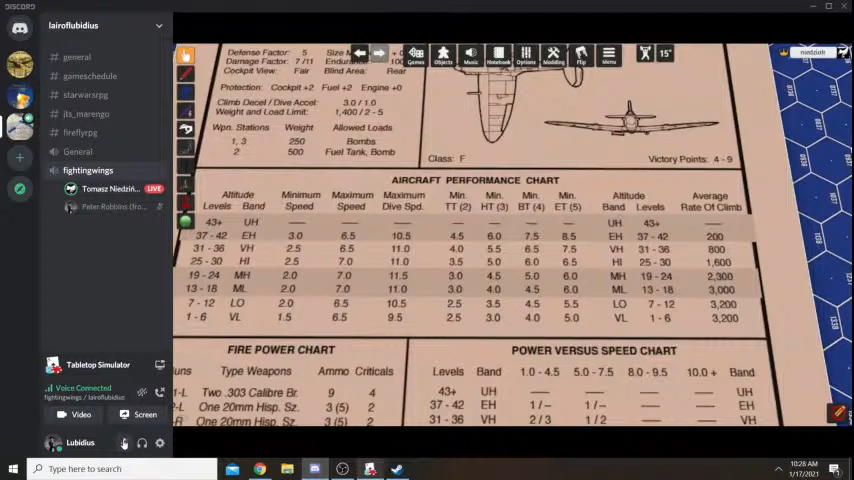 DISCORD
lairoflubidius
# general
# gameschedule
# starwarsrpg
# jts_marengo
# fireflyrpg
General
fightingwings
Tomasz Niedziń... LIVE
Peter Robbins (fro...
Tabletop Simulator
Voice Connected
fightingwings / lairoflubidius
Video Screen
Lubidius
Games Objects Music Notebook Options Modding Flip Menu 15°
niedziak
Defense Factor: 5
Damage Factor: 7/11
Cockpit View: Fair Blind Area: Rear
Protection: Cockpit +2 Fuel +2 Engine +0
Climb Decel / Dive Accel: 3.0 / 1.0
Weight and Load Limit: 1,400 / 2 - 5
Wpn. Stations Weight Allowed Loads
1, 3 250 Bombs
2 500 Fuel Tank, Bomb
Class: F Victory Points: 4 - 9
AIRCRAFT PERFORMANCE CHART
Altitude Minimum Maximum Maximum Min. Min. Min. Min. Altitude Average
Levels Band Speed Speed Dive Spd. TT (2) HT (3) BT (4) ET (5) Band Levels Rate Of Climb
43+ UH — — — — — — — UH 43+ —
37 - 42 EH 3.0 6.5 10.5 4.5 6.0 7.5 8.5 EH 37 - 42 200
31 - 36 VH 2.5 6.5 11.0 4.0 5.5 6.5 7.5 VH 31 - 36 800
25 - 30 HI 2.5 7.0 11.0 3.5 5.0 6.0 6.5 HI 25 - 30 1,600
19 - 24 MH 2.0 7.0 11.5 3.0 4.5 5.0 6.0 MH 19 - 24 2,300
13 - 18 ML 2.0 7.0 11.5 3.0 4.0 4.5 6.0 ML 13 - 18 3,000
7 - 12 LO 2.0 6.5 10.5 2.5 3.5 4.5 5.5 LO 7 - 12 3,200
1 - 6 VL 1.5 6.5 9.5 2.5 3.0 4.0 5.0 VL 1 - 6 3,200
FIRE POWER CHART
uns Type Weapons Ammo Criticals
1-L Two .303 Calibre Br. 9 4
2-L One 20mm Hisp. Sz. 3 (5) 2
-R One 20mm Hisp. Sz. 3 (5) 2
POWER VERSUS SPEED CHART
Levels Band 1.0 - 4.5 5.0 - 7.5 8.0 - 9.5 10.0 + Band
43+ UH — — — — UH
37 - 42 EH 1 / – 1 / – — — EH
31 - 36 VH 2 / 3 1 / 2 — — VH
Type here to search
10:28 AM
1/17/2021